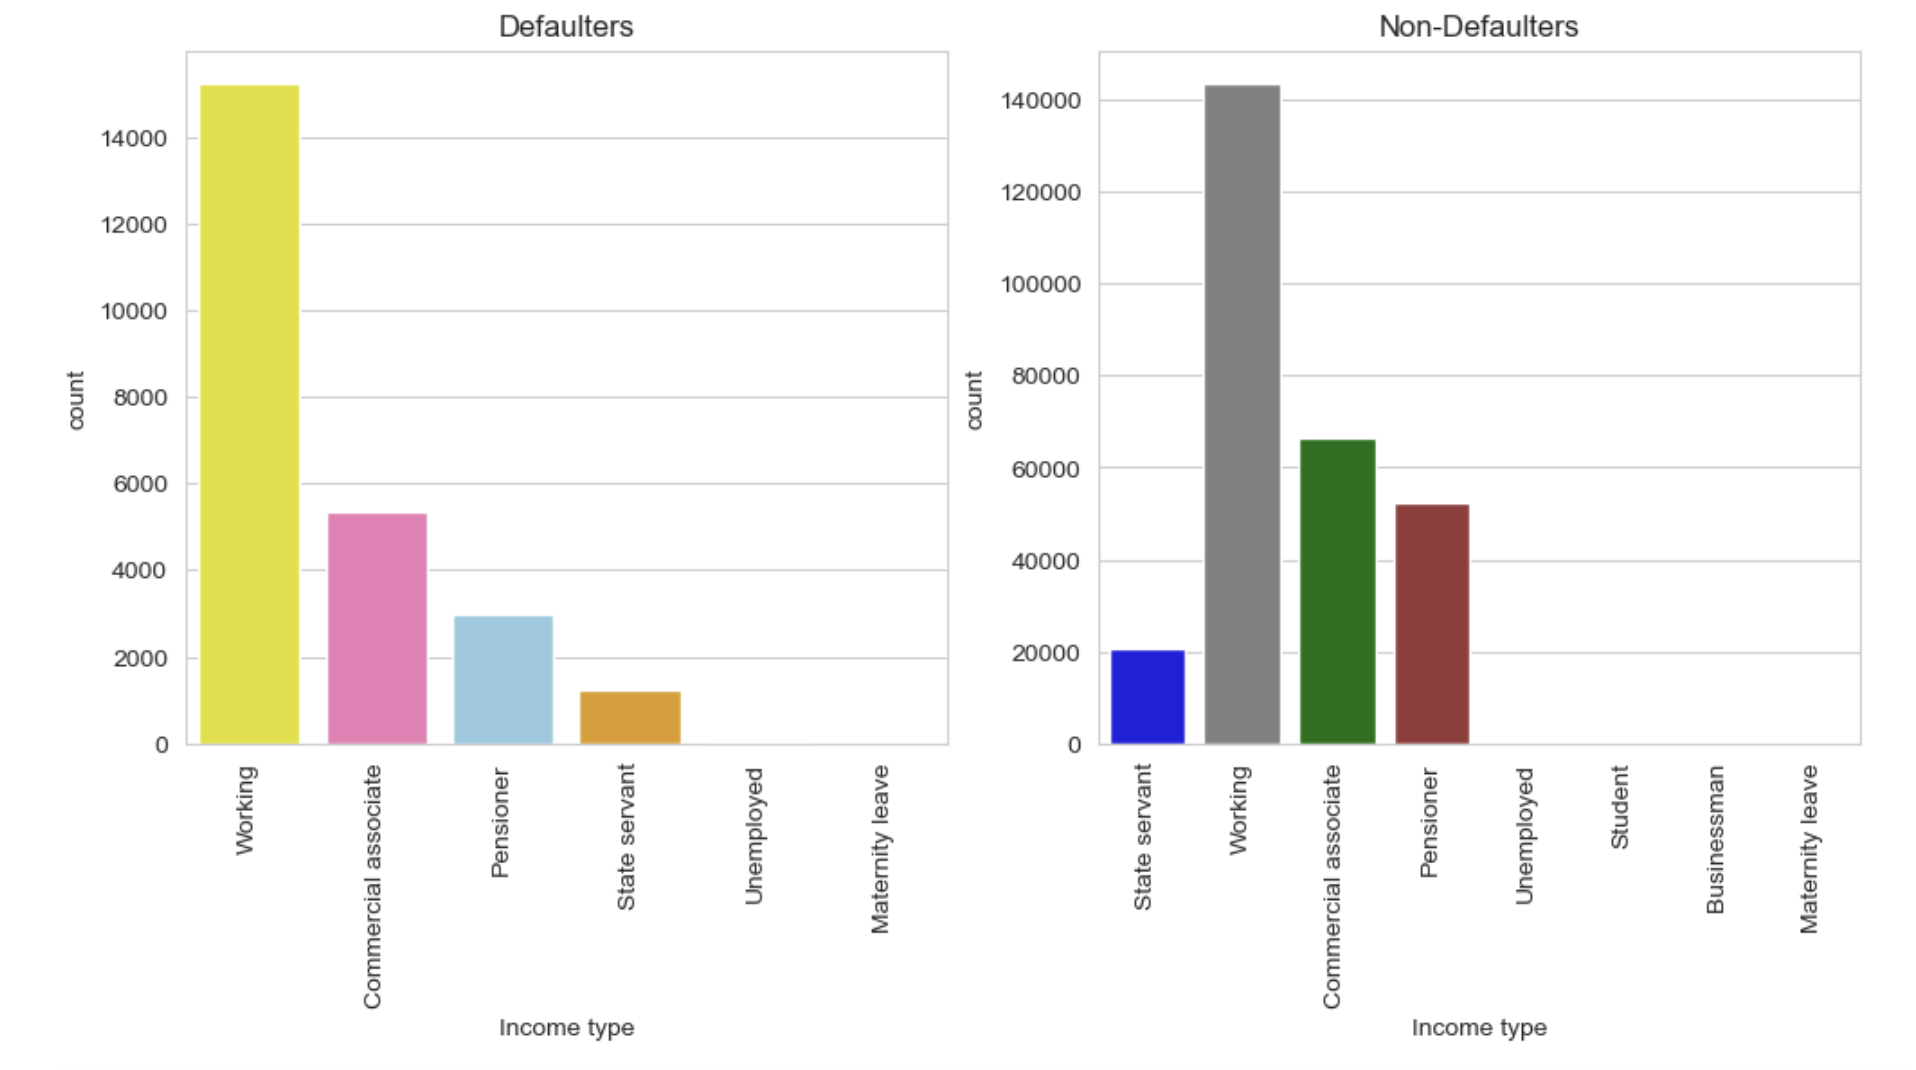 Defaulters
14000
12000
10000
8000
6000
4000
2000
0
count
Working
Commercial associate
Pensioner
State servant
Unemployed
Maternity leave
Income type
Non-Defaulters
140000
120000
100000
80000
60000
40000
20000
0
count
State servant
Working
Commercial associate
Pensioner
Unemployed
Student
Businessman
Maternity leave
Income type